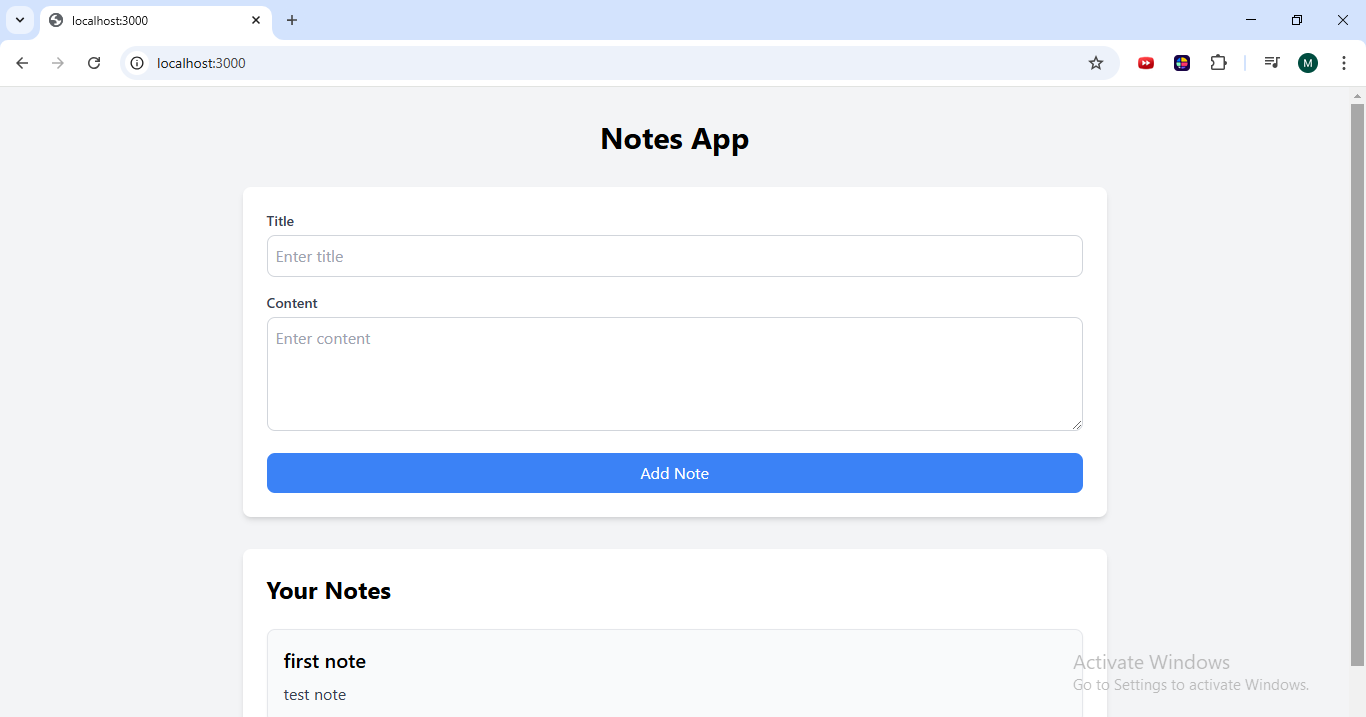 localhost:3000
localhost:3000
M
Notes App
Title
Enter title
Content
Enter content
Add Note
Your Notes
first note
test note
Activate Windows
Go to Settings to activate Windows.